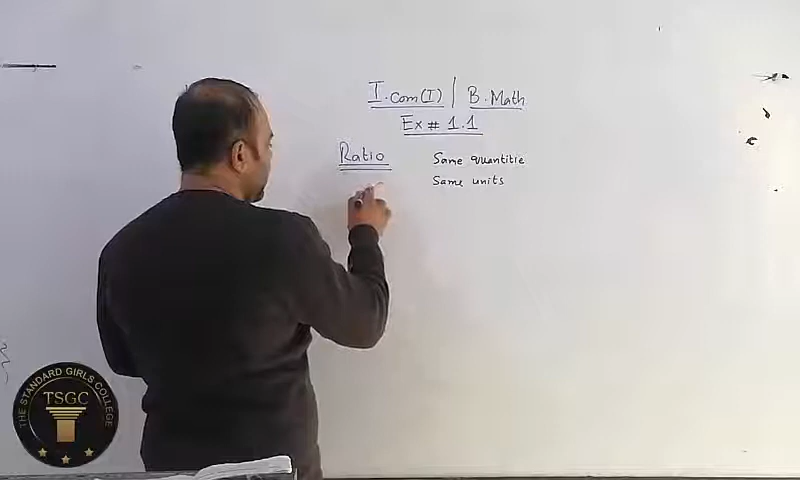 I.Com(I) | B.Math
Ex # 1.1
Ratio
Same quantitie
Same units
THE STANDARD GIRLS COLLEGE
TSGC